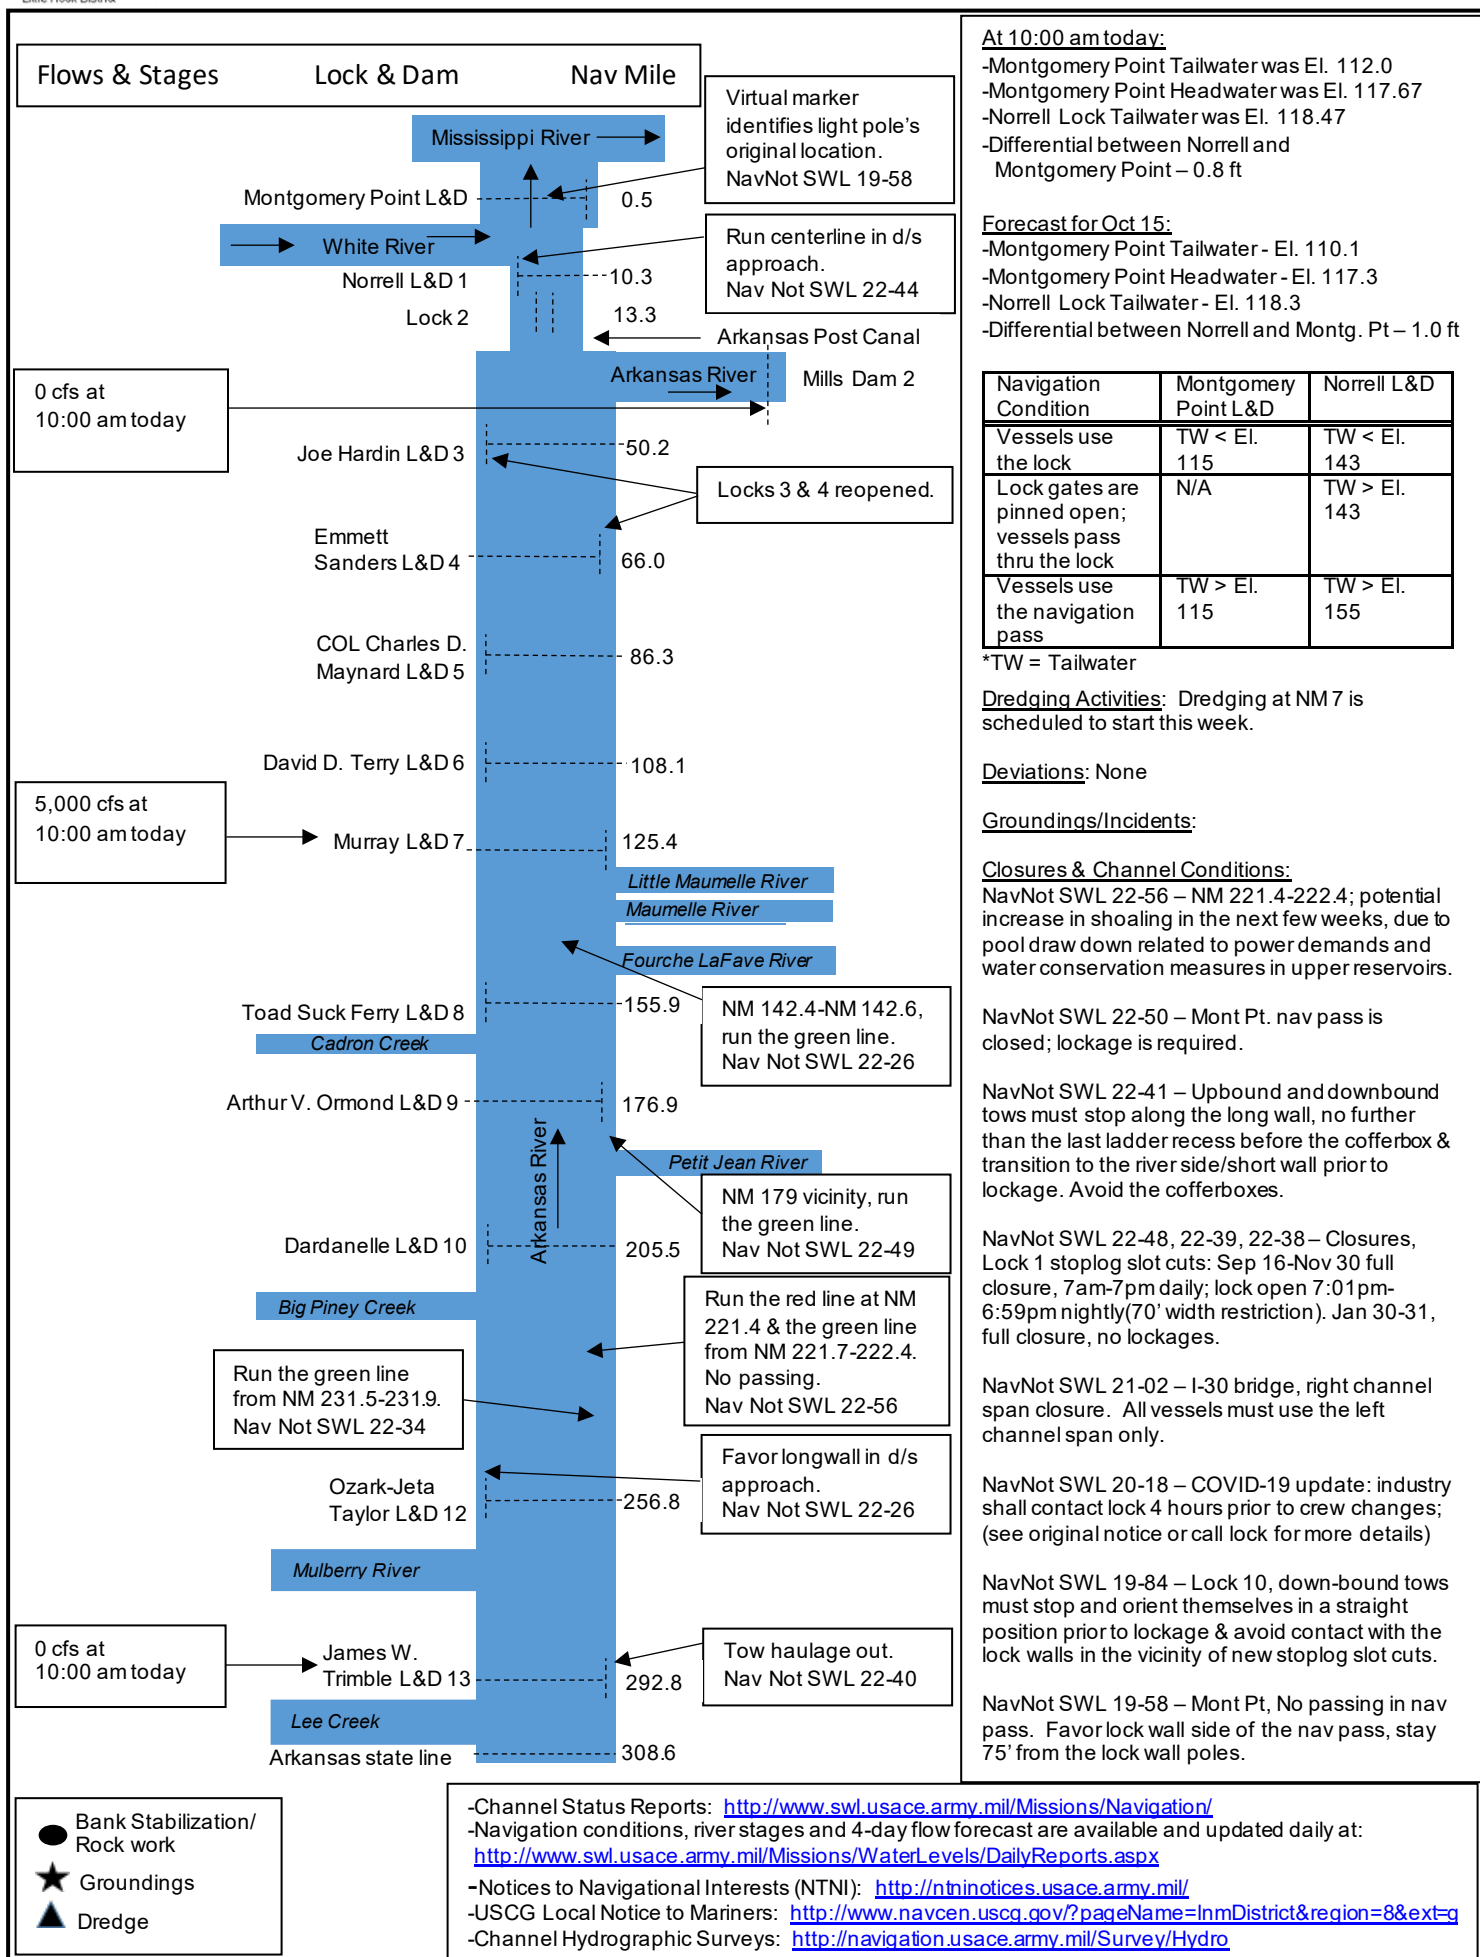 Little Rock District
Flows & Stages
Lock & Dam
Nav Mile
Mississippi River
Virtual marker
identifies light pole's
original location.
NavNot SWL 19-58
Montgomery Point L&D
0.5
White River
Run centerline in d/s
approach.
Nav Not SWL 22-44
Norrell L&D 1
10.3
Lock 2
13.3
Arkansas Post Canal
Arkansas River
Mills Dam 2
0 cfs at
10:00 am today
Joe Hardin L&D 3
50.2
Locks 3 & 4 reopened.
Emmett
Sanders L&D 4
66.0
COL Charles D.
Maynard L&D 5
86.3
David D. Terry L&D 6
108.1
5,000 cfs at
10:00 am today
Murray L&D 7
125.4
Little Maumelle River
Maumelle River
Fourche LaFave River
NM 142.4-NM 142.6,
run the green line.
Nav Not SWL 22-26
Toad Suck Ferry L&D 8
155.9
Cadron Creek
Arthur V. Ormond L&D 9
176.9
Arkansas River
Petit Jean River
NM 179 vicinity, run
the green line.
Nav Not SWL 22-49
Dardanelle L&D 10
205.5
Big Piney Creek
Run the red line at NM
221.4 & the green line
from NM 221.7-222.4.
No passing.
Nav Not SWL 22-56
Run the green line
from NM 231.5-231.9.
Nav Not SWL 22-34
Favor longwall in d/s
approach.
Nav Not SWL 22-26
Ozark-Jeta
Taylor L&D 12
256.8
Mulberry River
0 cfs at
10:00 am today
James W.
Trimble L&D 13
292.8
Tow haulage out.
Nav Not SWL 22-40
Lee Creek
Arkansas state line
308.6
At 10:00 am today:
-Montgomery Point Tailwater was El. 112.0
-Montgomery Point Headwater was El. 117.67
-Norrell Lock Tailwater was El. 118.47
-Differential between Norrell and
Montgomery Point – 0.8 ft
Forecast for Oct 15:
-Montgomery Point Tailwater - El. 110.1
-Montgomery Point Headwater - El. 117.3
-Norrell Lock Tailwater - El. 118.3
-Differential between Norrell and Montg. Pt – 1.0 ft
Navigation Condition | Montgomery Point L&D | Norrell L&D
Vessels use the lock | TW < El. 115 | TW < El. 143
Lock gates are pinned open; vessels pass thru the lock | N/A | TW > El. 143
Vessels use the navigation pass | TW > El. 115 | TW > El. 155
*TW = Tailwater
Dredging Activities: Dredging at NM 7 is
scheduled to start this week.
Deviations: None
Groundings/Incidents:
Closures & Channel Conditions:
NavNot SWL 22-56 – NM 221.4-222.4; potential
increase in shoaling in the next few weeks, due to
pool draw down related to power demands and
water conservation measures in upper reservoirs.
NavNot SWL 22-50 – Mont Pt. nav pass is
closed; lockage is required.
NavNot SWL 22-41 – Upbound and downbound
tows must stop along the long wall, no further
than the last ladder recess before the cofferbox &
transition to the river side/short wall prior to
lockage. Avoid the cofferboxes.
NavNot SWL 22-48, 22-39, 22-38 – Closures,
Lock 1 stoplog slot cuts: Sep 16-Nov 30 full
closure, 7am-7pm daily; lock open 7:01pm-
6:59pm nightly(70' width restriction). Jan 30-31,
full closure, no lockages.
NavNot SWL 21-02 – I-30 bridge, right channel
span closure. All vessels must use the left
channel span only.
NavNot SWL 20-18 – COVID-19 update: industry
shall contact lock 4 hours prior to crew changes;
(see original notice or call lock for more details)
NavNot SWL 19-84 – Lock 10, down-bound tows
must stop and orient themselves in a straight
position prior to lockage & avoid contact with the
lock walls in the vicinity of new stoplog slot cuts.
NavNot SWL 19-58 – Mont Pt, No passing in nav
pass. Favor lock wall side of the nav pass, stay
75' from the lock wall poles.
Bank Stabilization/
Rock work
Groundings
Dredge
-Channel Status Reports: http://www.swl.usace.army.mil/Missions/Navigation/
-Navigation conditions, river stages and 4-day flow forecast are available and updated daily at:
http://www.swl.usace.army.mil/Missions/WaterLevels/DailyReports.aspx
-Notices to Navigational Interests (NTNI): http://ntninotices.usace.army.mil/
-USCG Local Notice to Mariners: http://www.navcen.uscg.gov/?pageName=lnmDistrict&region=8&ext=g
-Channel Hydrographic Surveys: http://navigation.usace.army.mil/Survey/Hydro